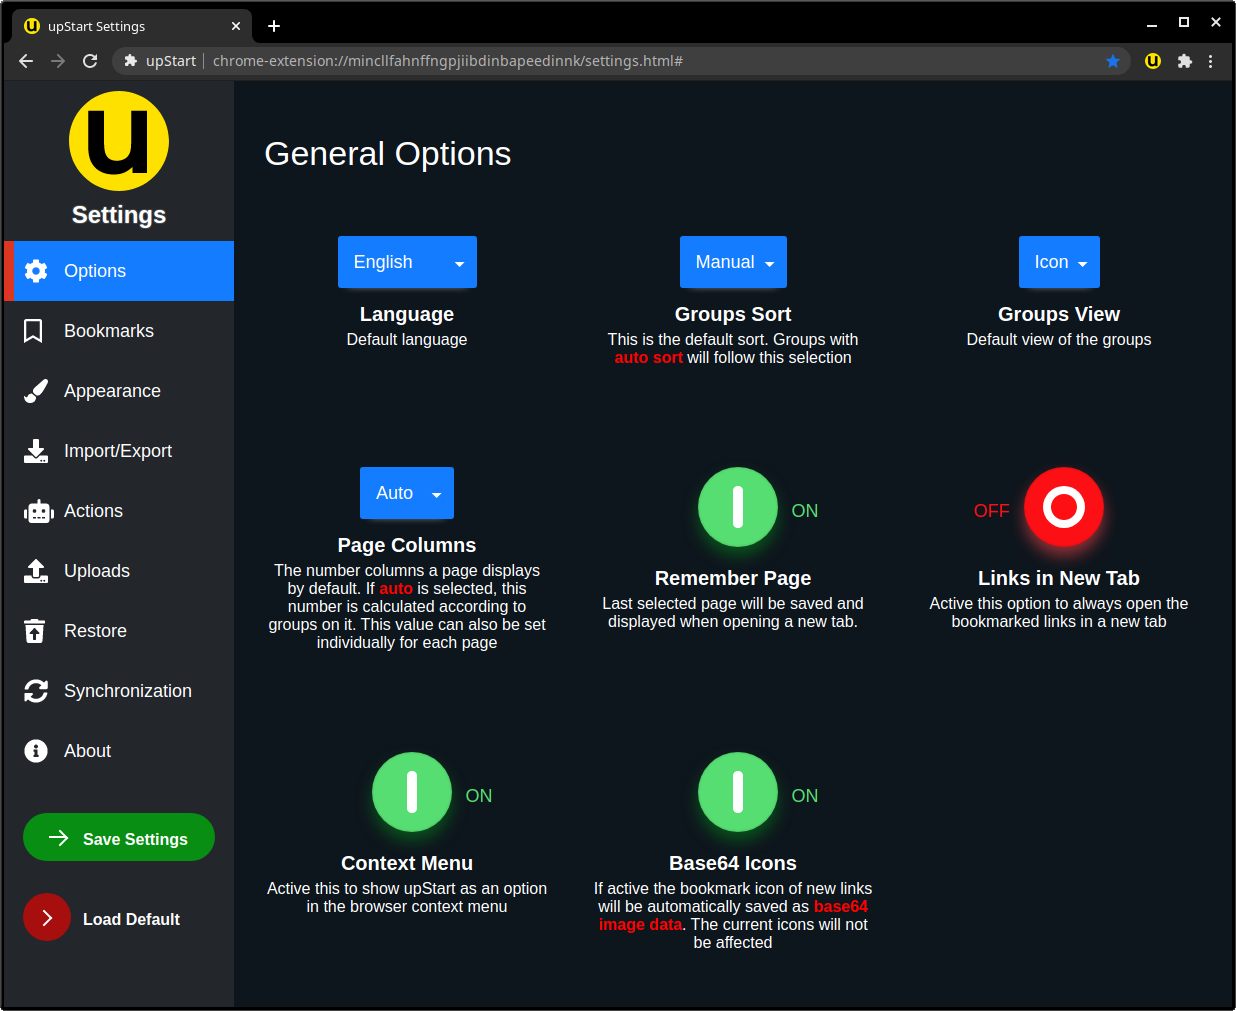 upStart Settings
upStart | chrome-extension://mincllfahnffngpjiibdinbapeedinnk/settings.html#
u
Settings
Options
Bookmarks
Appearance
Import/Export
Actions
Uploads
Restore
Synchronization
About
Save Settings
Load Default
General Options
English
Language
Default language
Manual
Groups Sort
This is the default sort. Groups with
auto sort will follow this selection
Icon
Groups View
Default view of the groups
Auto
Page Columns
The number columns a page displays
by default. If auto is selected, this
number is calculated according to
groups on it. This value can also be set
individually for each page
ON
Remember Page
Last selected page will be saved and
displayed when opening a new tab.
OFF
Links in New Tab
Active this option to always open the
bookmarked links in a new tab
ON
Context Menu
Active this to show upStart as an option
in the browser context menu
ON
Base64 Icons
If active the bookmark icon of new links
will be automatically saved as base64
image data. The current icons will not
be affected